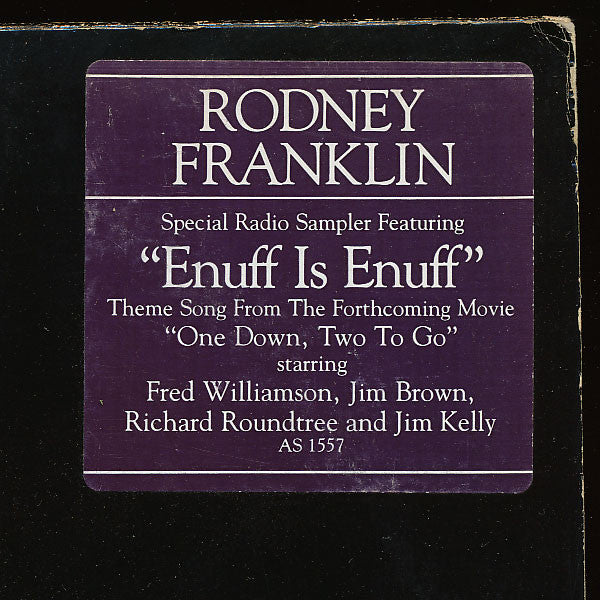 RODNEY
FRANKLIN
Special Radio Sampler Featuring
“Enuff Is Enuff”
Theme Song From The Forthcoming Movie
“One Down, Two To Go”
starring
Fred Williamson, Jim Brown,
Richard Roundtree and Jim Kelly
AS 1557